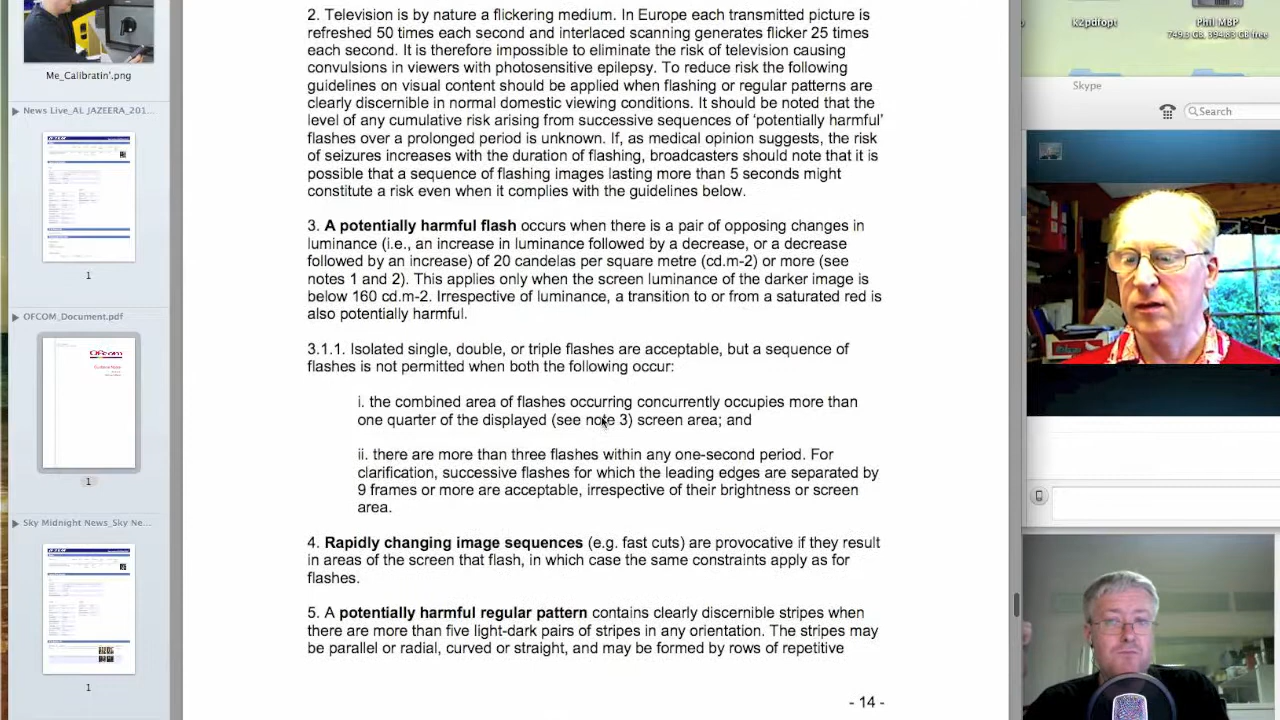 Me_Calibratin'.png
News Live_AL JAZEERA_201...
1
OFCOM_Document.pdf
Ofcom
1
Sky Midnight News_Sky Ne...
1
2. Television is by nature a flickering medium. In Europe each transmitted picture is
refreshed 50 times each second and interlaced scanning generates flicker 25 times
each second. It is therefore impossible to eliminate the risk of television causing
convulsions in viewers with photosensitive epilepsy. To reduce risk the following
guidelines on visual content should be applied when flashing or regular patterns are
clearly discernible in normal domestic viewing conditions. It should be noted that the
level of any cumulative risk arising from successive sequences of ‘potentially harmful’
flashes over a prolonged period is unknown. If, as medical opinion suggests, the risk
of seizures increases with the duration of flashing, broadcasters should note that it is
possible that a sequence of flashing images lasting more than 5 seconds might
constitute a risk even when it complies with the guidelines below.
3. A potentially harmful flash occurs when there is a pair of opposing changes in
luminance (i.e., an increase in luminance followed by a decrease, or a decrease
followed by an increase) of 20 candelas per square metre (cd.m-2) or more (see
notes 1 and 2). This applies only when the screen luminance of the darker image is
below 160 cd.m-2. Irrespective of luminance, a transition to or from a saturated red is
also potentially harmful.
3.1.1. Isolated single, double, or triple flashes are acceptable, but a sequence of
flashes is not permitted when both the following occur:
i. the combined area of flashes occurring concurrently occupies more than
one quarter of the displayed (see note 3) screen area; and
ii. there are more than three flashes within any one-second period. For
clarification, successive flashes for which the leading edges are separated by
9 frames or more are acceptable, irrespective of their brightness or screen
area.
4. Rapidly changing image sequences (e.g. fast cuts) are provocative if they result
in areas of the screen that flash, in which case the same constraints apply as for
flashes.
5. A potentially harmful regular pattern contains clearly discernible stripes when
there are more than five light-dark pairs of stripes in any orientation. The stripes may
be parallel or radial, curved or straight, and may be formed by rows of repetitive
- 14 -
k2pdfopt
Phil MBP
Skype
Search